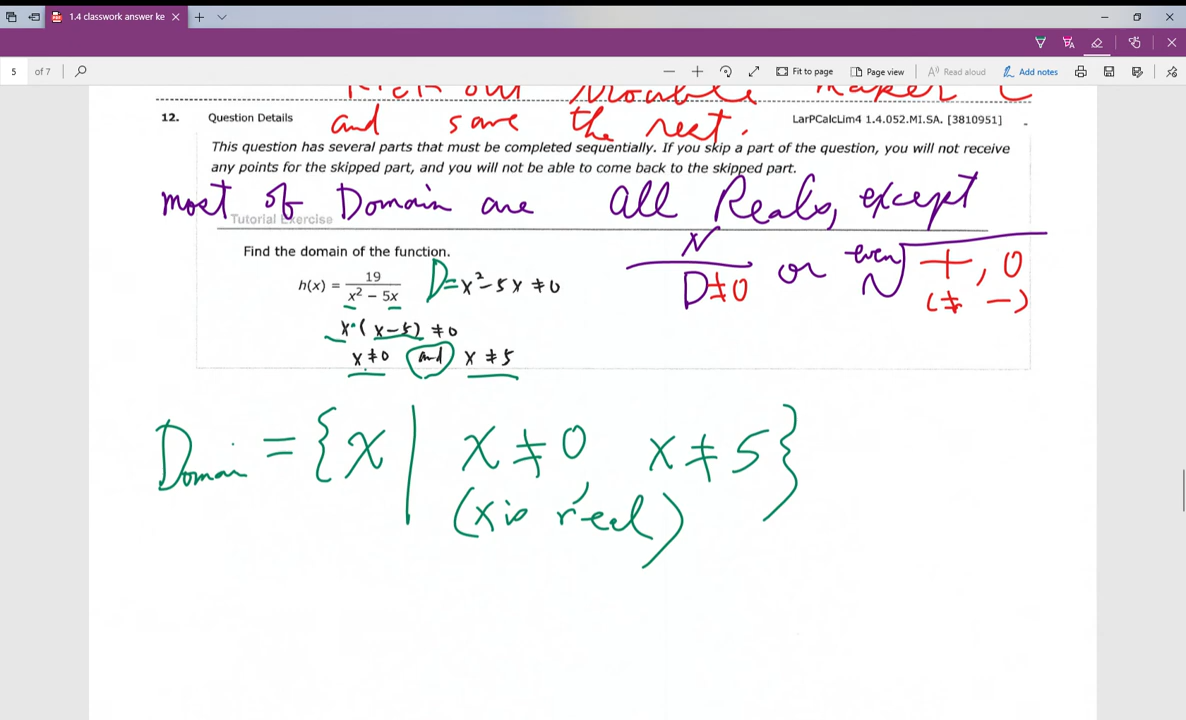 1.4 classwork answer ke
5 of 7
Fit to page
Page view
Read aloud
Add notes
Kick out trouble maker
and save the rest.
12. Question Details
LarPCalcLim4 1.4.052.MI.SA. [3810951]
This question has several parts that must be completed sequentially. If you skip a part of the question, you will not receive
any points for the skipped part, and you will not be able to come back to the skipped part.
most of Domain are all Reals, except
Tutorial Exercise
Find the domain of the function.
N/D≠0 or even√+, 0
N (≠ −)
h(x) = 19/(x² − 5x) D=x²−5x≠0
x·(x−5)≠0
x≠0 and x≠5
Domain = {x | x≠0, x≠5}
(x is real)